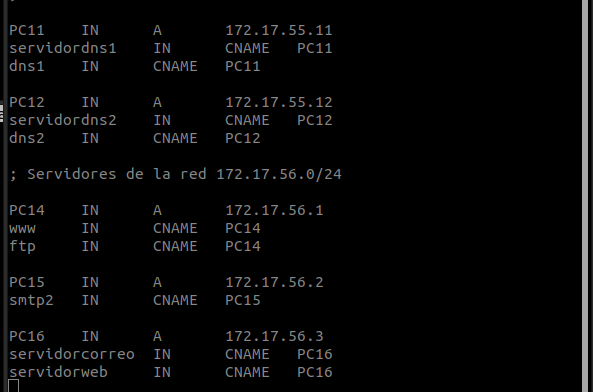 PC11 IN A 172.17.55.11
servidordns1 IN CNAME PC11
dns1 IN CNAME PC11
PC12 IN A 172.17.55.12
servidordns2 IN CNAME PC12
dns2 IN CNAME PC12
; Servidores de la red 172.17.56.0/24
PC14 IN A 172.17.56.1
www IN CNAME PC14
ftp IN CNAME PC14
PC15 IN A 172.17.56.2
smtp2 IN CNAME PC15
PC16 IN A 172.17.56.3
servidorcorreo IN CNAME PC16
servidorweb IN CNAME PC16